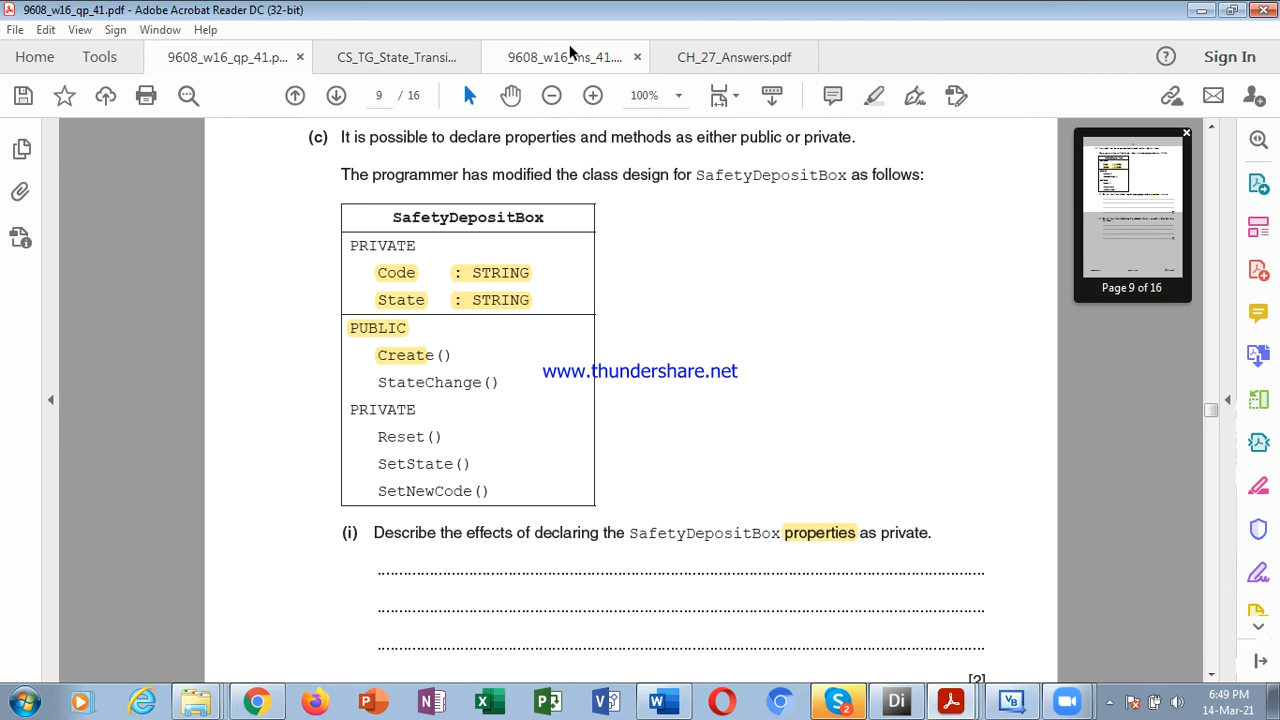 9608_w16_qp_41.pdf - Adobe Acrobat Reader DC (32-bit)
File Edit View Sign Window Help
Home Tools 9608_w16_qp_41.p... × CS_TG_State_Transi... 9608_w16_ms_41.... × CH_27_Answers.pdf Sign In
9 / 16 100%
(c) It is possible to declare properties and methods as either public or private.
The programmer has modified the class design for SafetyDepositBox as follows:
SafetyDepositBox
PRIVATE
Code : STRING
State : STRING
PUBLIC
Create()
StateChange()
PRIVATE
Reset()
SetState()
SetNewCode()
www.thundershare.net
(i) Describe the effects of declaring the SafetyDepositBox properties as private.
Page 9 of 16
6:49 PM
14-Mar-21